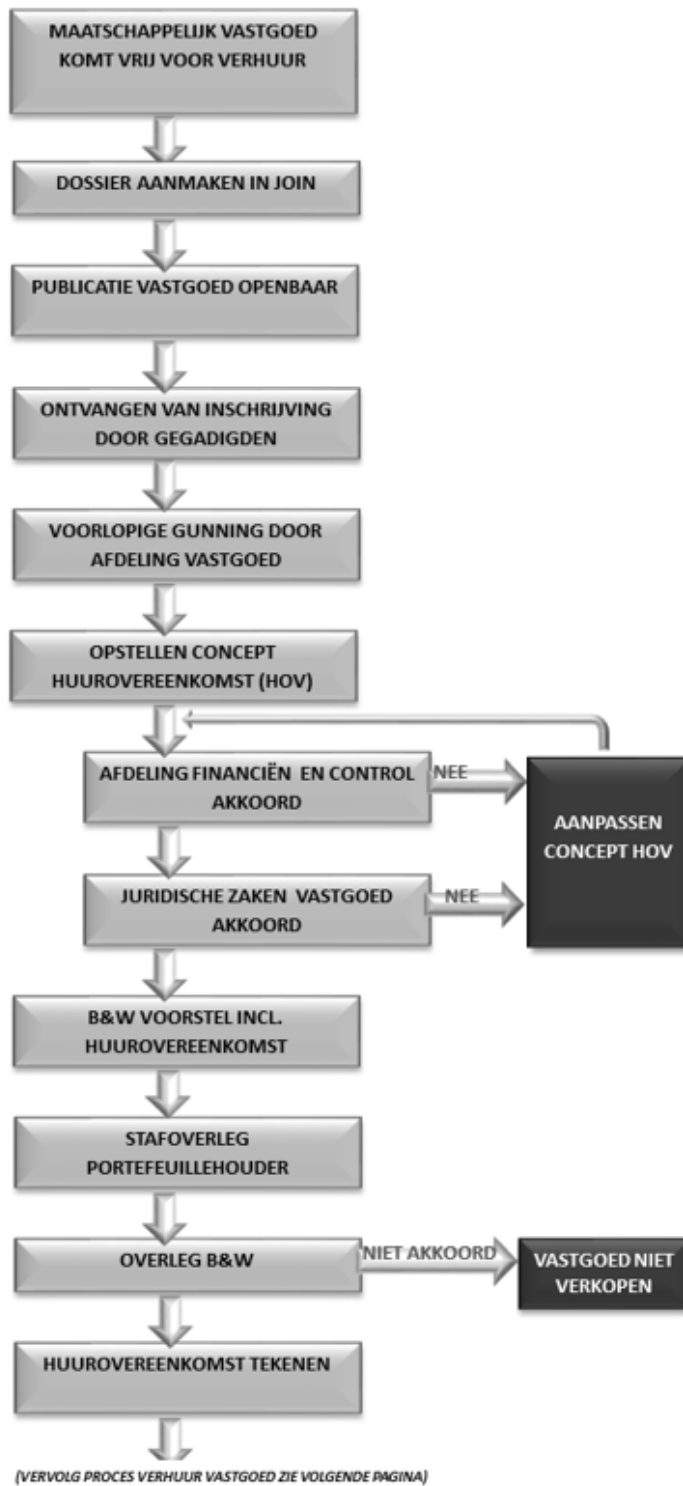 MAATSCHAPPELIJK VASTGOED
KOMT VRIJ VOOR VERHUUR
DOSSIER AANMAKEN IN JOIN
PUBLICATIE VASTGOED OPENBAAR
ONTVANGEN VAN INSCHRIJVING
DOOR GEGADIGDEN
VOORLOPIGE GUNNING DOOR
AFDELING VASTGOED
OPSTELLEN CONCEPT
HUUROVEREENKOMST (HOV)
AFDELING FINANCIËN EN CONTROL
AKKOORD
NEE
AANPASSEN
CONCEPT HOV
JURIDISCHE ZAKEN VASTGOED
AKKOORD
NEE
B&W VOORSTEL INCL.
HUUROVEREENKOMST
STAFOVERLEG
PORTEFEUILLEHOUDER
OVERLEG B&W
NIET AKKOORD
VASTGOED NIET
VERKOPEN
HUUROVEREENKOMST TEKENEN
(VERVOLG PROCES VERHUUR VASTGOED ZIE VOLGENDE PAGINA)